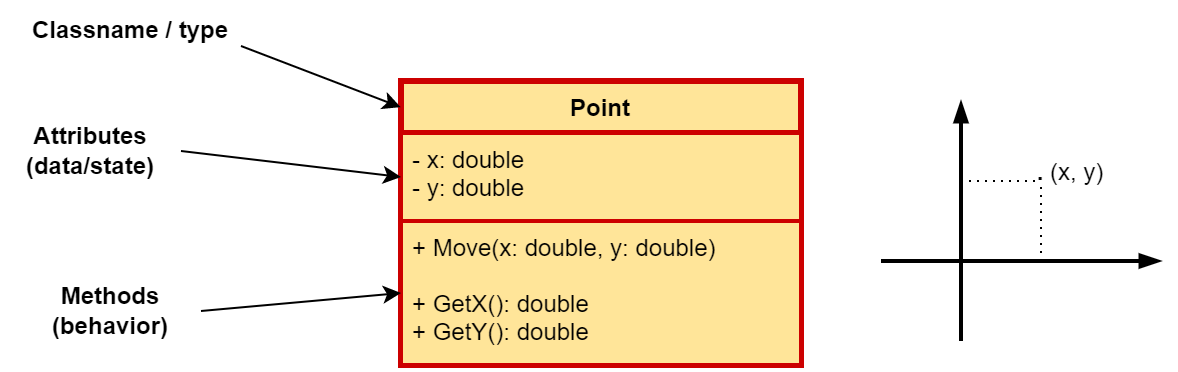 Classname / type
Point
Attributes
(data/state)
- x: double
- y: double
(x, y)
Methods
(behavior)
+ Move(x: double, y: double)
+ GetX(): double
+ GetY(): double